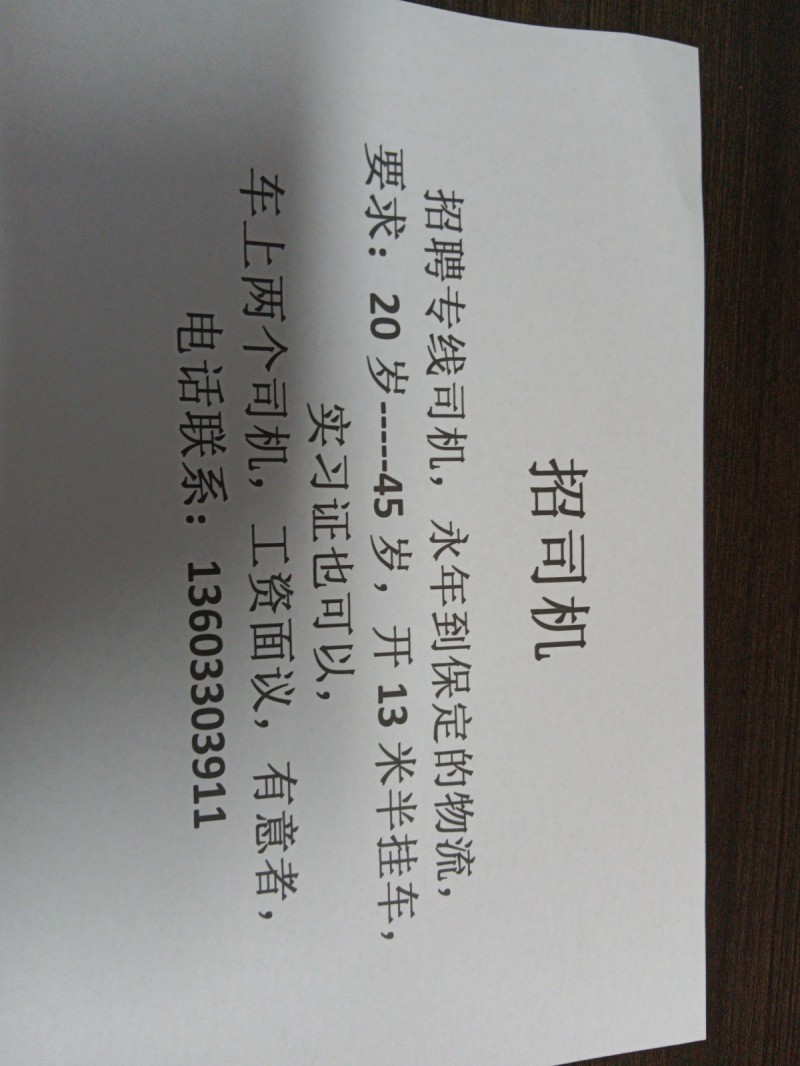 招司机
招聘专线司机，永年到保定的物流，
要求：20岁-----45岁，开13米半挂车，
实习证也可以，
车上两个司机，工资面议，有意者，
电话联系：13603303911